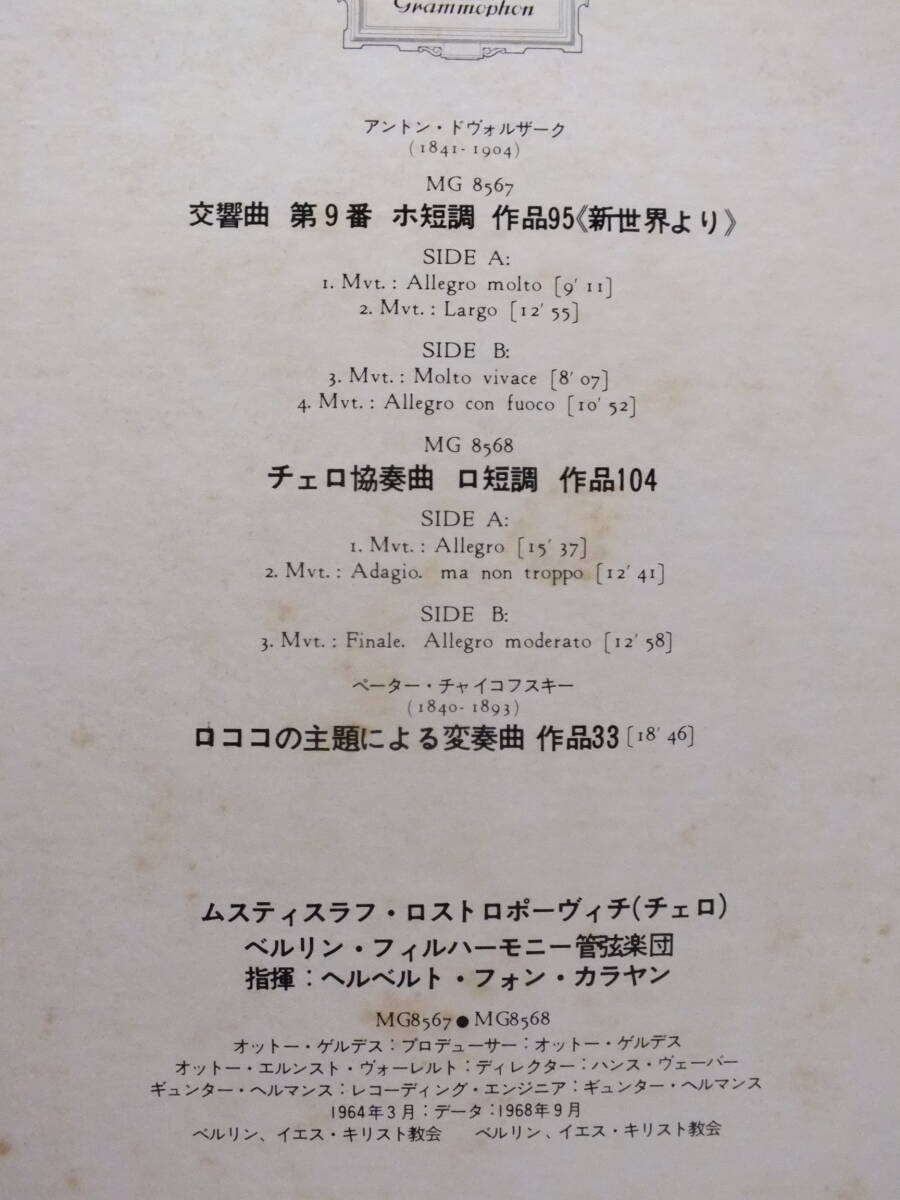 Grammophon
アントン・ドヴォルザーク
(1841-1904)
MG 8567
交響曲 第9番 ホ短調 作品95《新世界より》
SIDE A:
1. Mvt.: Allegro molto [9' 11]
2. Mvt.: Largo [12' 55]
SIDE B:
3. Mvt.: Molto vivace [8' 07]
4. Mvt.: Allegro con fuoco [10' 52]
MG 8568
チェロ協奏曲 ロ短調 作品104
SIDE A:
1. Mvt.: Allegro [15' 37]
2. Mvt.: Adagio. ma non troppo [12' 41]
SIDE B:
3. Mvt.: Finale. Allegro moderato [12' 58]
ペーター・チャイコフスキー
(1840-1893)
ロココの主題による変奏曲 作品33 [18' 46]
ムスティスラフ・ロストロポーヴィチ(チェロ)
ベルリン・フィルハーモニー管弦楽団
指揮:ヘルベルト・フォン・カラヤン
MG8567●MG8568
オットー・ゲルデス:プロデューサー:オットー・ゲルデス
オットー・エルンスト・ヴォーレルト:ディレクター:ハンス・ヴェーバー
ギュンター・ヘルマンス:レコーディング・エンジニア:ギュンター・ヘルマンス
1964年3月:データ:1968年9月
ベルリン、イエス・キリスト教会 ベルリン、イエス・キリスト教会